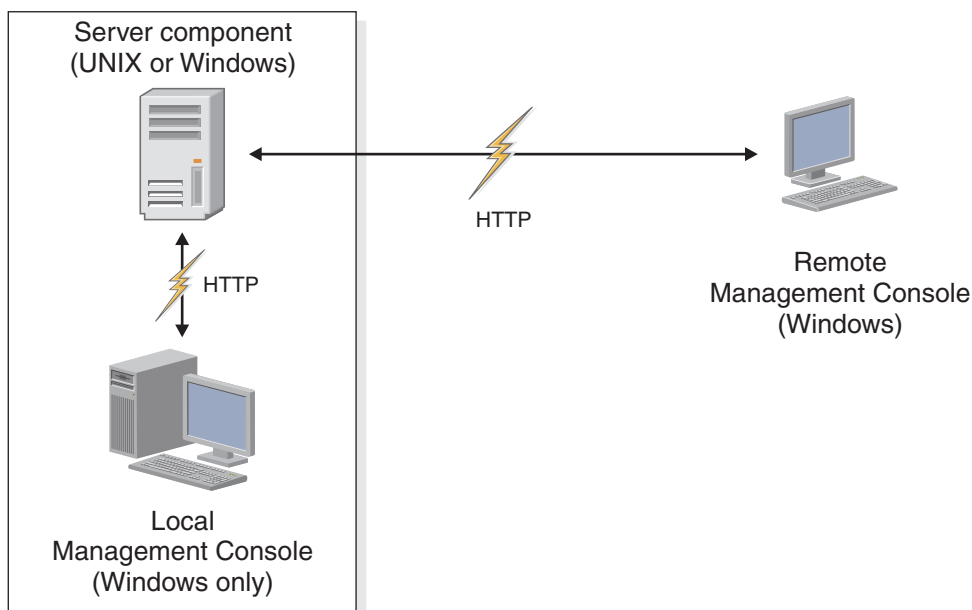 Server component
(UNIX or Windows)
HTTP
HTTP
Remote
Management Console
(Windows)
Local
Management Console
(Windows only)